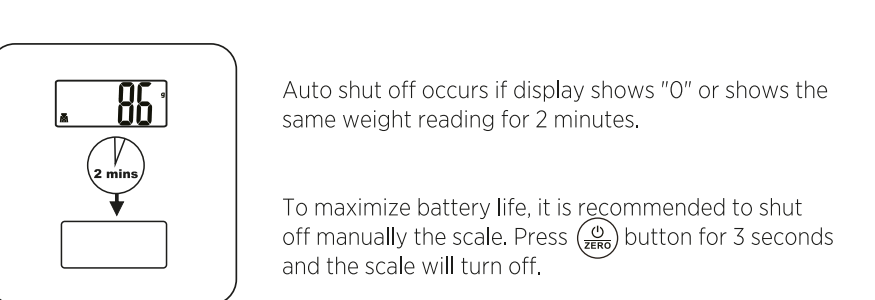 86 g
2 mins
Auto shut off occurs if display shows "0" or shows the
same weight reading for 2 minutes.
To maximize battery life, it is recommended to shut
off manually the scale. Press ZERO button for 3 seconds
and the scale will turn off.